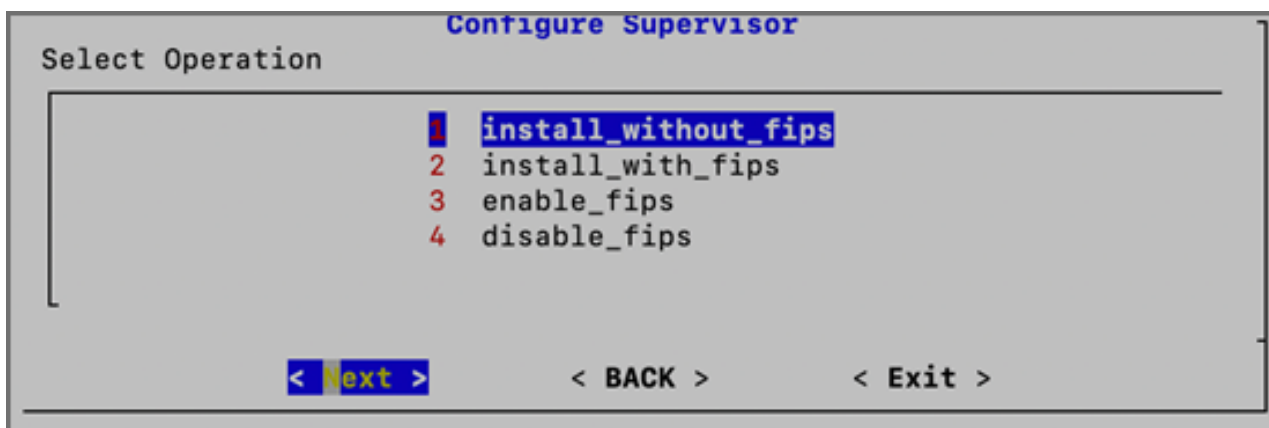 Configure Supervisor
Select Operation
1 install_without_fips
2 install_with_fips
3 enable_fips
4 disable_fips
< Next > < BACK > < Exit >